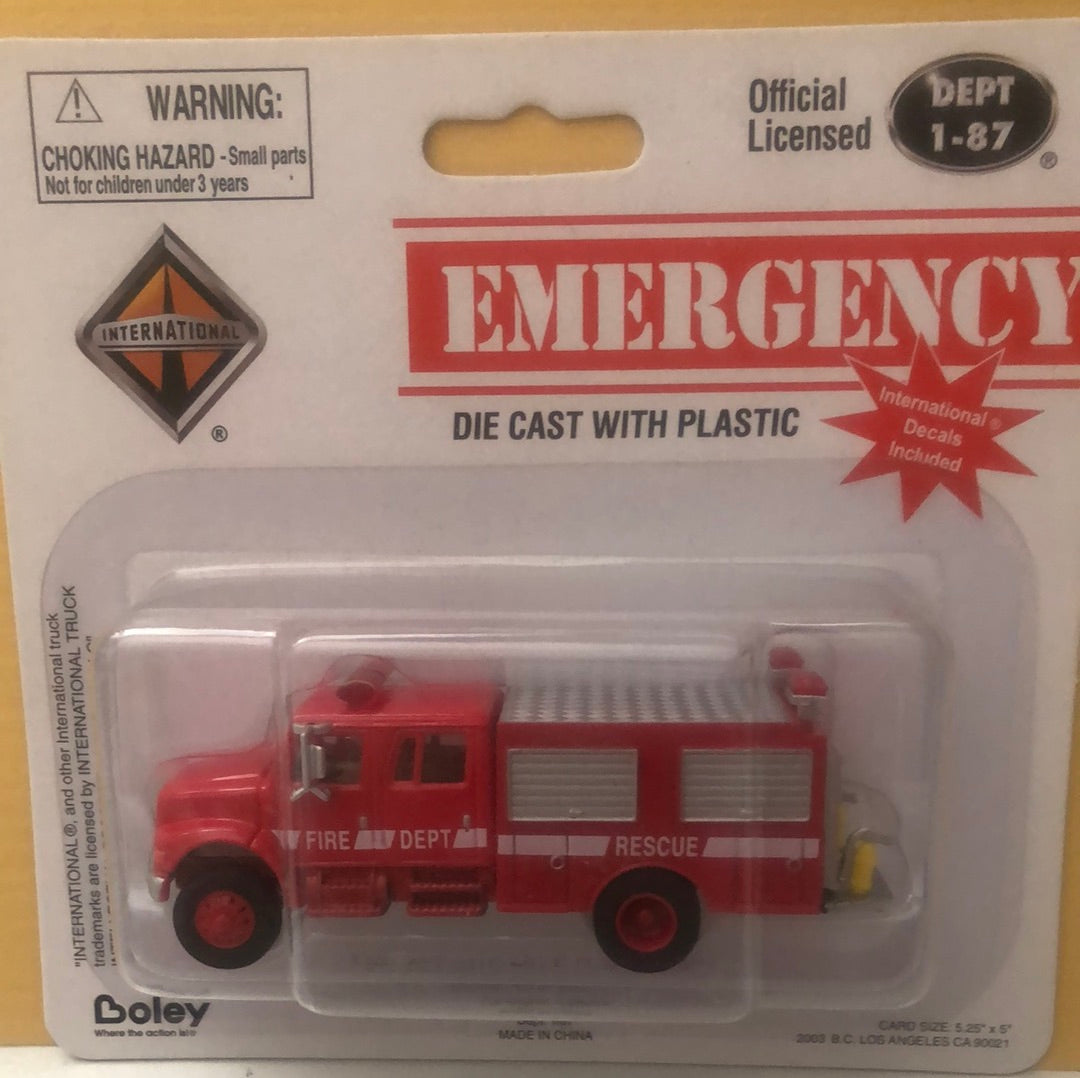 WARNING:
CHOKING HAZARD - Small parts
Not for children under 3 years
Official
Licensed
DEPT
1-87
®
INTERNATIONAL
®
EMERGENCY
DIE CAST WITH PLASTIC
International ®
Decals
Included
"INTERNATIONAL®, and other International truck
trademarks are licensed by INTERNATIONAL TRUCK
FIRE DEPT
RESCUE
Boley
Where the action is!®
MADE IN CHINA
CARD SIZE: 5.25" x 5"
2003 B.C. LOS ANGELES CA 90021